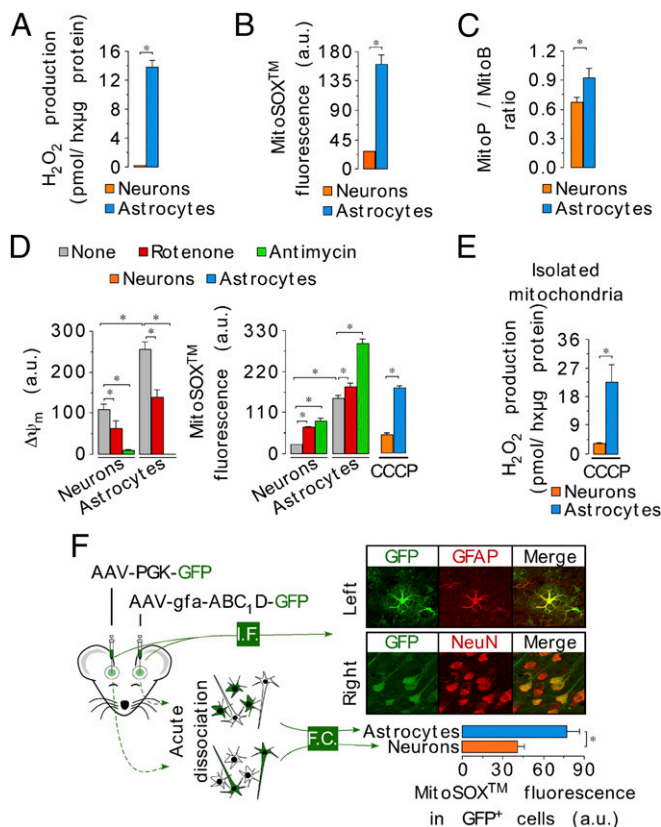 A
H2O2 production
(pmol/ hxµg protein)
16
12
8
4
0
*
Neurons
Astrocytes
B
MitoSOX™
fluorescence (a.u.)
180
135
90
45
0
*
Neurons
Astrocytes
C
MitoP / MitoB
ratio
1.2
0.9
0.6
0.3
0.0
*
Neurons
Astrocytes
D
None Rotenone Antimycin
Neurons Astrocytes
Δψm
(a.u.)
300
200
100
0
* *
* *
*
Neurons
Astrocytes
MitoSOX™
fluorescence (a.u.)
330
220
110
0
*
* * *
*
* *
Neurons
Astrocytes
CCCP
E
Isolated
mitochondria
H2O2 production
(pmol/ hxµg protein)
36
27
18
9
0
*
CCCP
Neurons
Astrocytes
F
AAV-PGK-GFP
AAV-gfa-ABC1D-GFP
I.F.
Acute
dissociation
F.C.
GFP GFAP Merge
Left
GFP NeuN Merge
Right
Astrocytes
Neurons
*
0 30 60 90
MitoSOX™ fluorescence
in GFP+ cells (a.u.)